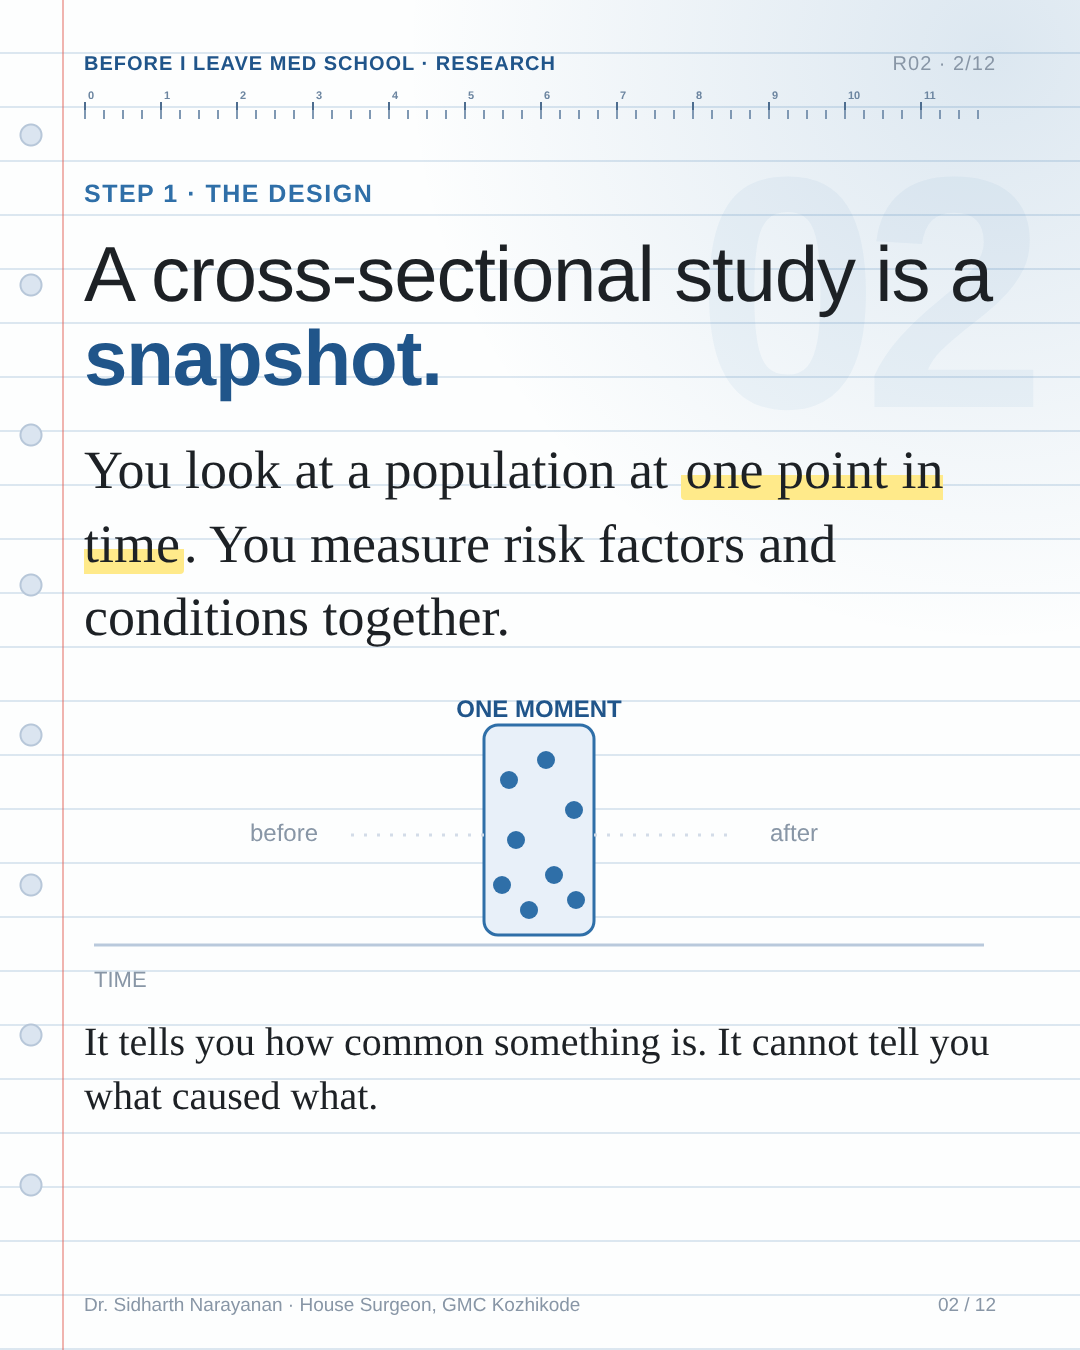 BEFORE I LEAVE MED SCHOOL · RESEARCH
R02 · 2/12
0 1 2 3 4 5 6 7 8 9 10 11
STEP 1 · THE DESIGN
02
A cross-sectional study is a
snapshot.
You look at a population at one point in
time. You measure risk factors and
conditions together.
ONE MOMENT
before
after
TIME
It tells you how common something is. It cannot tell you
what caused what.
Dr. Sidharth Narayanan · House Surgeon, GMC Kozhikode
02 / 12